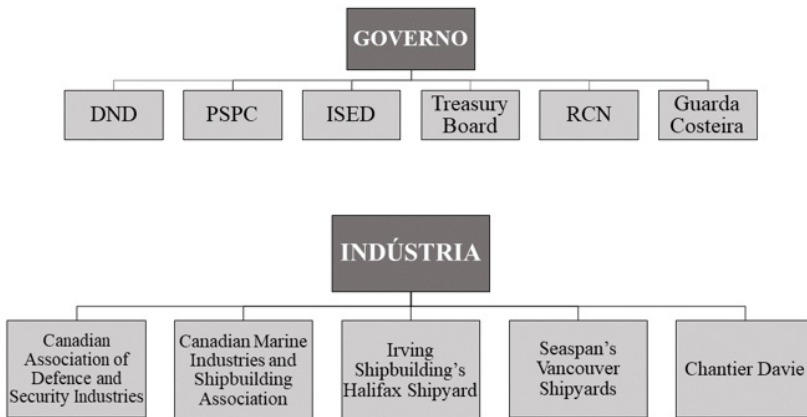 GOVERNO
DND
PSPC
ISED
Treasury
Board
RCN
Guarda
Costeira
INDÚSTRIA
Canadian
Association of
Defence and
Security Industries
Canadian Marine
Industries and
Shipbuilding
Association
Irving
Shipbuilding's
Halifax Shipyard
Seaspan's
Vancouver
Shipyards
Chantier Davie